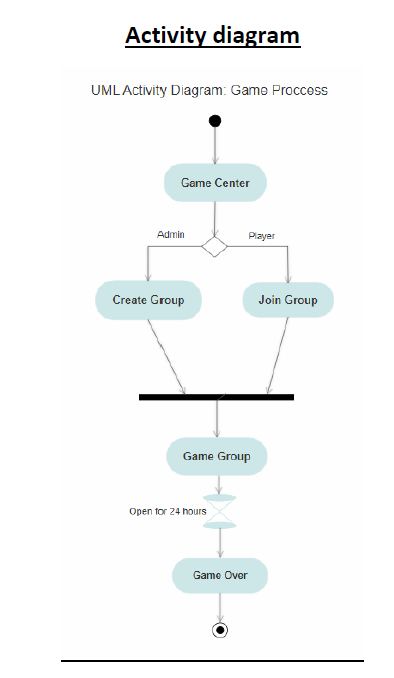 Activity diagram
UML Activity Diagram: Game Proccess
Game Center
Admin
Player
Create Group
Join Group
Game Group
Open for 24 hours
Game Over